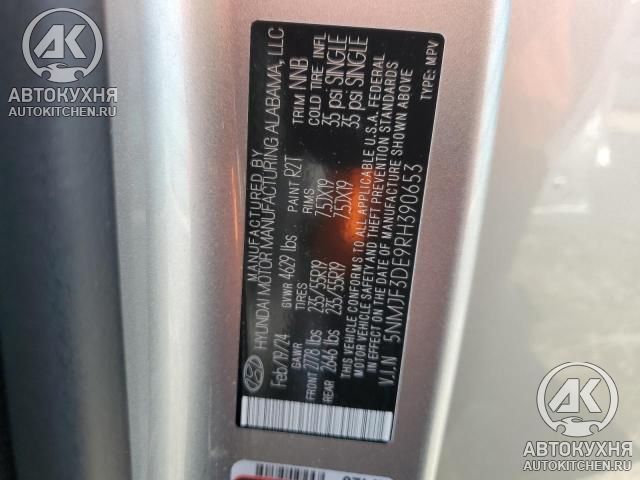 AK
АВТОКУХНЯ
AUTOKITCHEN.RU
MANUFACTURED BY
HYUNDAI MOTOR MANUFACTURING ALABAMA, LLC
Feb/19/24 GVWR 4629 lbs PAINT R2T TRIM NNB
GAWR TIRES RIMS COLD TIRE INFL
FRONT 2778 lbs 235/55R19 7.5JX19 35 psi SINGLE
REAR 2646 lbs 235/55R19 7.5JX19 35 psi SINGLE
THIS VEHICLE CONFORMS TO ALL APPLICABLE U.S.A. FEDERAL
MOTOR VEHICLE SAFETY AND THEFT PREVENTION STANDARDS
IN EFFECT ON THE DATE OF MANUFACTURE SHOWN ABOVE
V.I.N 5NMJF3DE9RH390653 TYPE: MPV
AK
АВТОКУХНЯ
AUTOKITCHEN.RU